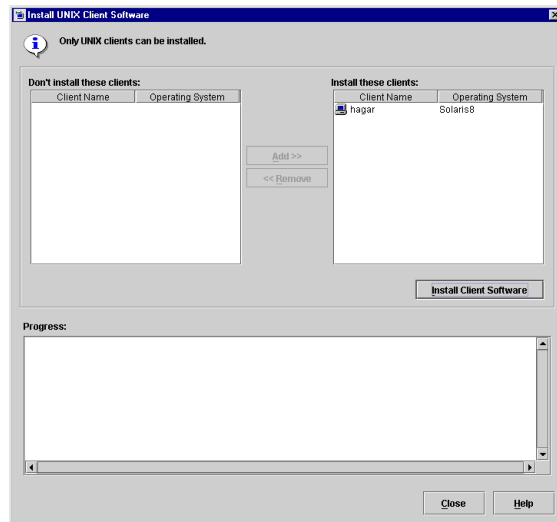 Install UNIX Client Software
Only UNIX clients can be installed.
Don't install these clients:
Client Name Operating System
Install these clients:
Client Name Operating System
hagar Solaris8
Add >>
<< Remove
Install Client Software
Progress:
Close Help